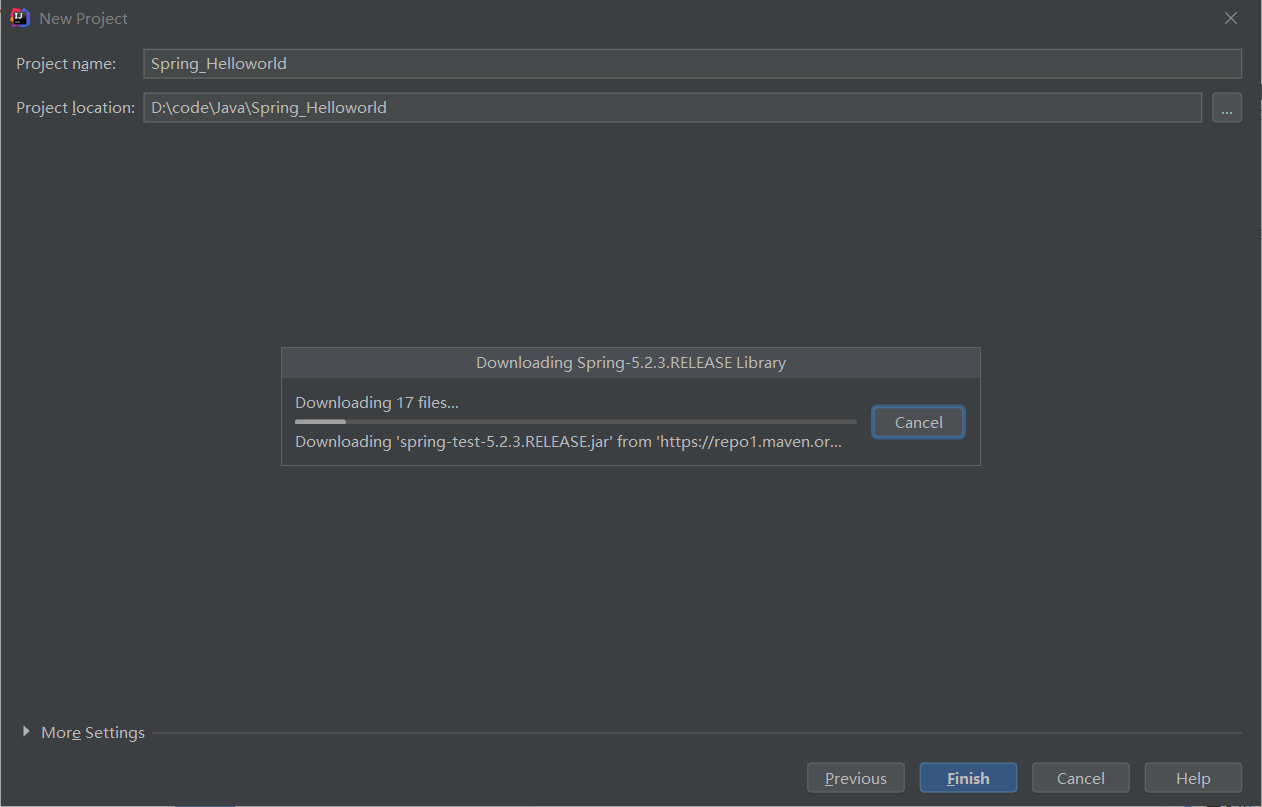 New Project
Project name: Spring_Helloworld
Project location: D:\code\Java\Spring_Helloworld ...
Downloading Spring-5.2.3.RELEASE Library
Downloading 17 files...
Cancel
Downloading 'spring-test-5.2.3.RELEASE.jar' from 'https://repo1.maven.or...
More Settings
Previous Finish Cancel Help